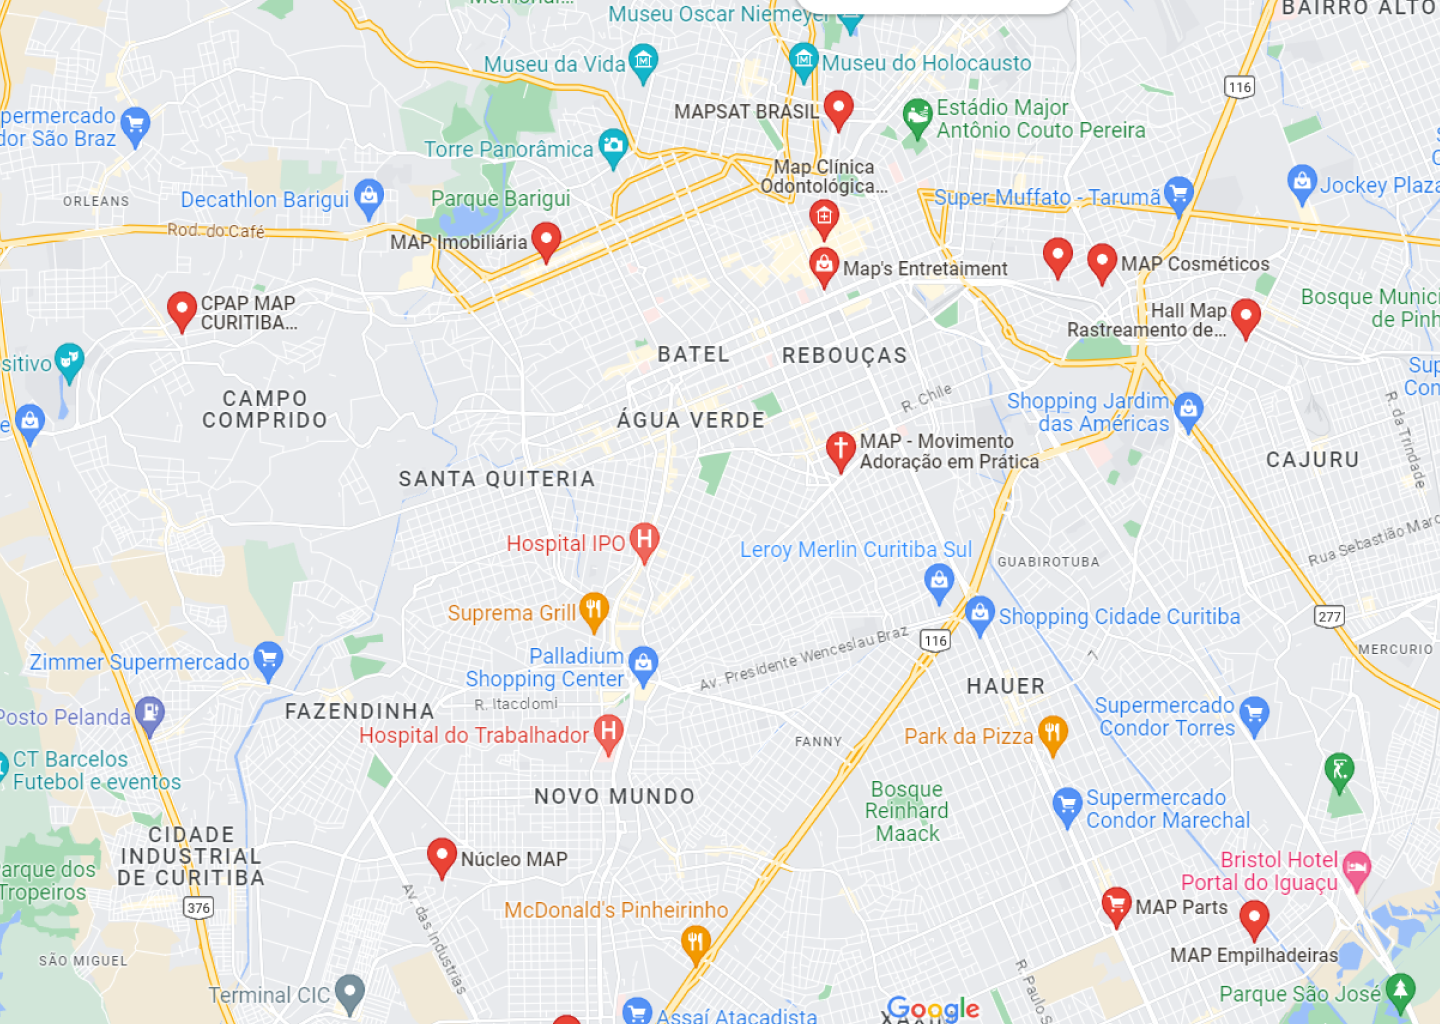 Museu Oscar Niemeyer
BAIRRO ALTO
Museu da Vida
Museu do Holocausto
116
MAPSAT BRASIL
Estádio Major
Antônio Couto Pereira
upermercado
dor São Braz
Torre Panorâmica
Map Clínica
Odontológica...
ORLEANS
Decathlon Barigui
Parque Barigui
Super Muffato - Tarumã
Jockey Plaza
Rod. do Café
MAP Imobiliária
Map's Entretaiment
MAP Cosméticos
CPAP MAP
CURITIBA...
Hall Map
Rastreamento de...
Bosque Munici
de Pinh
sitivo
BATEL
REBOUÇAS
Sup
Con
CAMPO
COMPRIDO
R. Chile
Shopping Jardim
das Américas
R. da Trindade
e
ÁGUA VERDE
MAP - Movimento
Adoração em Prática
CAJURU
SANTA QUITERIA
Hospital IPO
Leroy Merlin Curitiba Sul
GUABIROTUBA
Rua Sebastião Marc
Suprema Grill
Shopping Cidade Curitiba
277
116
Av. Presidente Wenceslau Braz
MERCURIO
Zimmer Supermercado
Palladium
Shopping Center
HAUER
R. Itacolomi
Posto Pelanda
FAZENDINHA
Hospital do Trabalhador
FANNY
Park da Pizza
Supermercado
Condor Torres
CT Barcelos
Futebol e eventos
NOVO MUNDO
Bosque
Reinhard
Maack
Supermercado
Condor Marechal
CIDADE
INDUSTRIAL
DE CURITIBA
Núcleo MAP
Bristol Hotel
Portal do Iguaçu
arque dos
Tropeiros
376
Av. das Industrias
McDonald's Pinheirinho
MAP Parts
MAP Empilhadeiras
SÃO MIGUEL
Terminal CIC
R. Paulo S
Parque São José
Google
Assaí Atacadista